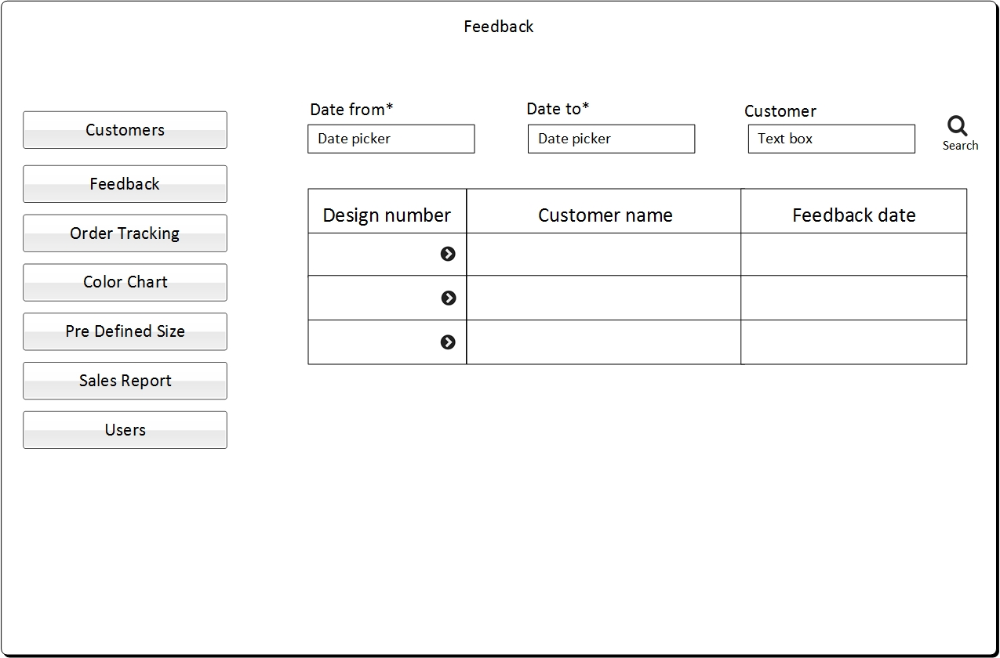 Feedback
Customers
Feedback
Order Tracking
Color Chart
Pre Defined Size
Sales Report
Users
Date from*
Date to*
Customer
Date picker
Date picker
Text box
Search
Design number
Customer name
Feedback date